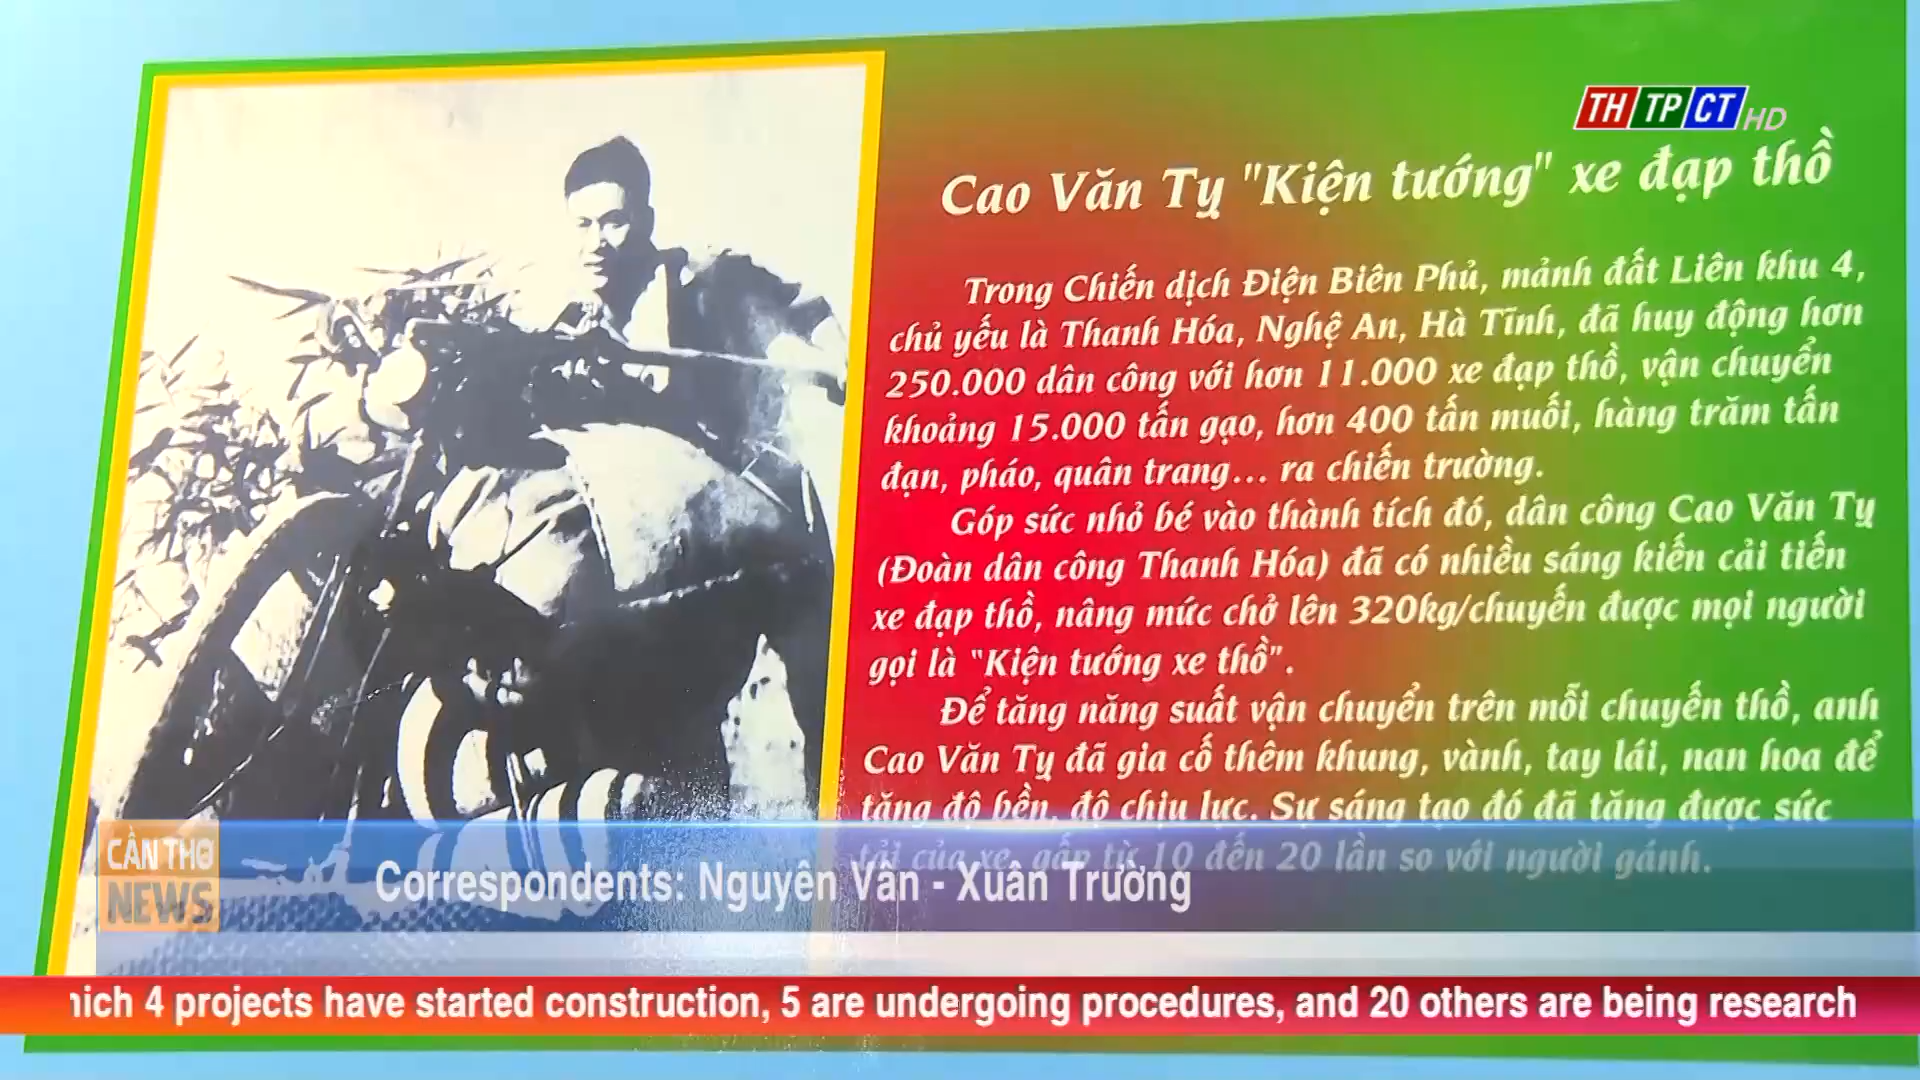 THTPCT HD
Cao Văn Tỵ "Kiện tướng" xe đạp thồ
Trong Chiến dịch Điện Biên Phủ, mảnh đất Liên khu 4,
chủ yếu là Thanh Hóa, Nghệ An, Hà Tĩnh, đã huy động hơn
250.000 dân công với hơn 11.000 xe đạp thồ, vận chuyển
khoảng 15.000 tấn gạo, hơn 400 tấn muối, hàng trăm tấn
đạn, pháo, quân trang... ra chiến trường.
Góp sức nhỏ bé vào thành tích đó, dân công Cao Văn Tỵ
(Đoàn dân công Thanh Hóa) đã có nhiều sáng kiến cải tiến
xe đạp thồ, nâng mức chở lên 320kg/chuyến được mọi người
gọi là "Kiện tướng xe thồ".
Để tăng năng suất vận chuyển trên mỗi chuyến thồ, anh
Cao Văn Tỵ đã gia cố thêm khung, vành, tay lái, nan hoa để
tăng độ bền, độ chịu lực. Sự sáng tạo đó đã tăng được sức
tải của xe, gấp từ 10 đến 20 lần so với người gánh.
CẦN THƠ
NEWS
Correspondents: Nguyên Vân - Xuân Trường
hich 4 projects have started construction, 5 are undergoing procedures, and 20 others are being research